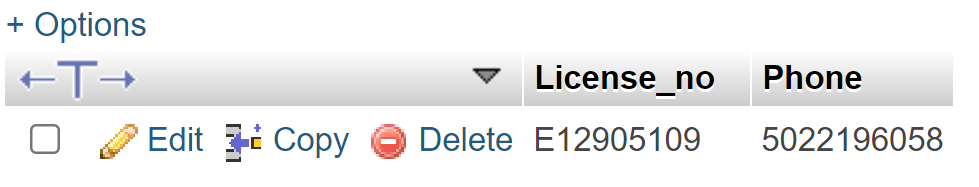 + Options
←T→ ▼ License_no Phone
Edit Copy Delete E12905109 5022196058